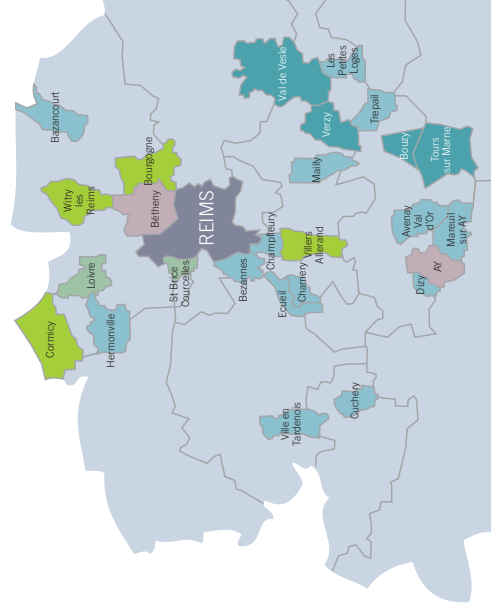 Cormicy
Bazancourt
Witry
les
Reims
Loivre
Hermonville
Bourgogne
Bétheny
St Brice
Courcelles
REIMS
Bezannes
Champfleury
Val de Vesle
Ecueil
Ville en
Tardenois
Chamery
Villers
Allerand
Mailly
Verzy
Les
Petites
Loges
Cuchery
Trepail
Bouzy
Avenay
Val
d'Or
Dizy
Tours
sur Marne
AY
Mareuil
sur AY